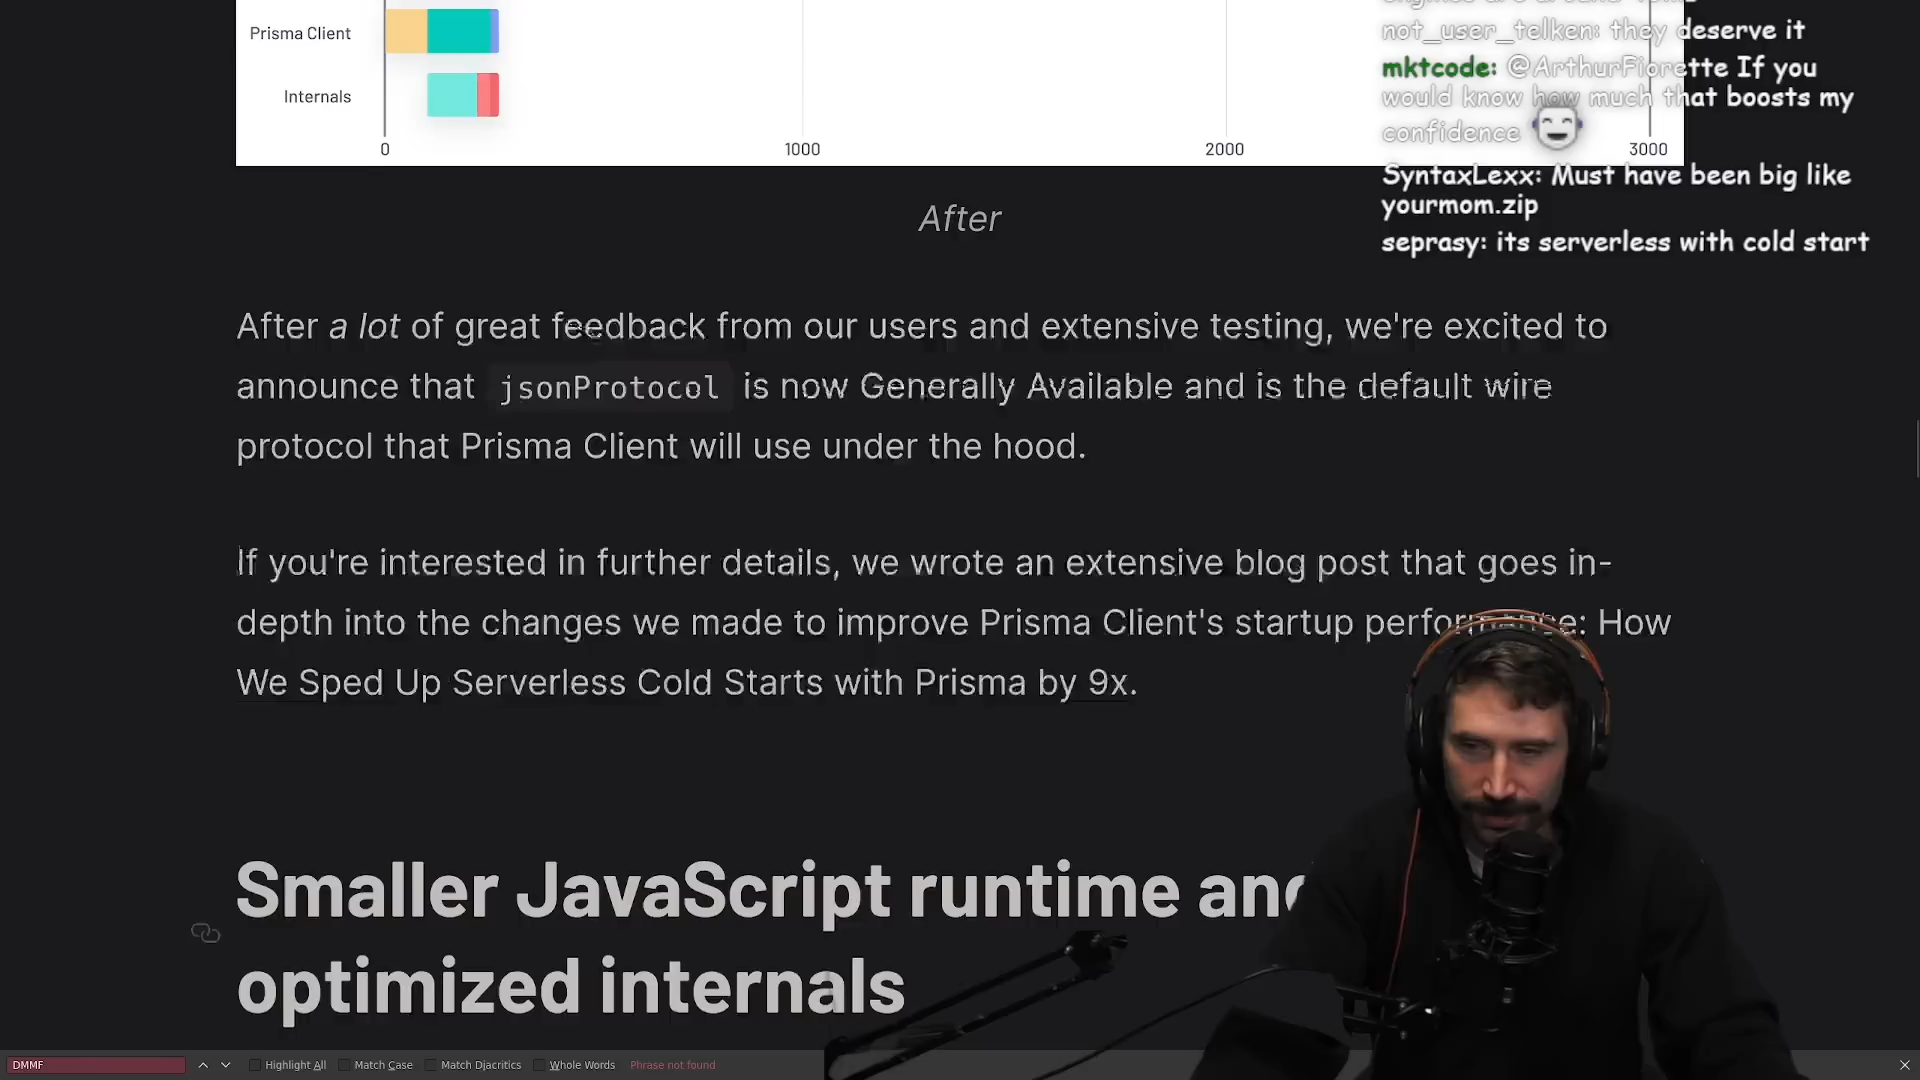 Prisma Client
Internals
0
1000
2000
3000
not_user_telken: they deserve it
mktcode: @ArthurFiorette If you
would know how much that boosts my
confidence
SyntaxLexx: Must have been big like
yourmom.zip
seprasy: its serverless with cold start
After
After a lot of great feedback from our users and extensive testing, we're excited to
announce that jsonProtocol is now Generally Available and is the default wire
protocol that Prisma Client will use under the hood.
If you're interested in further details, we wrote an extensive blog post that goes in-
depth into the changes we made to improve Prisma Client's startup performance: How
We Sped Up Serverless Cold Starts with Prisma by 9x.
Smaller JavaScript runtime and
optimized internals
DMMF
Highlight All
Match Case
Match Diacritics
Whole Words
Phrase not found